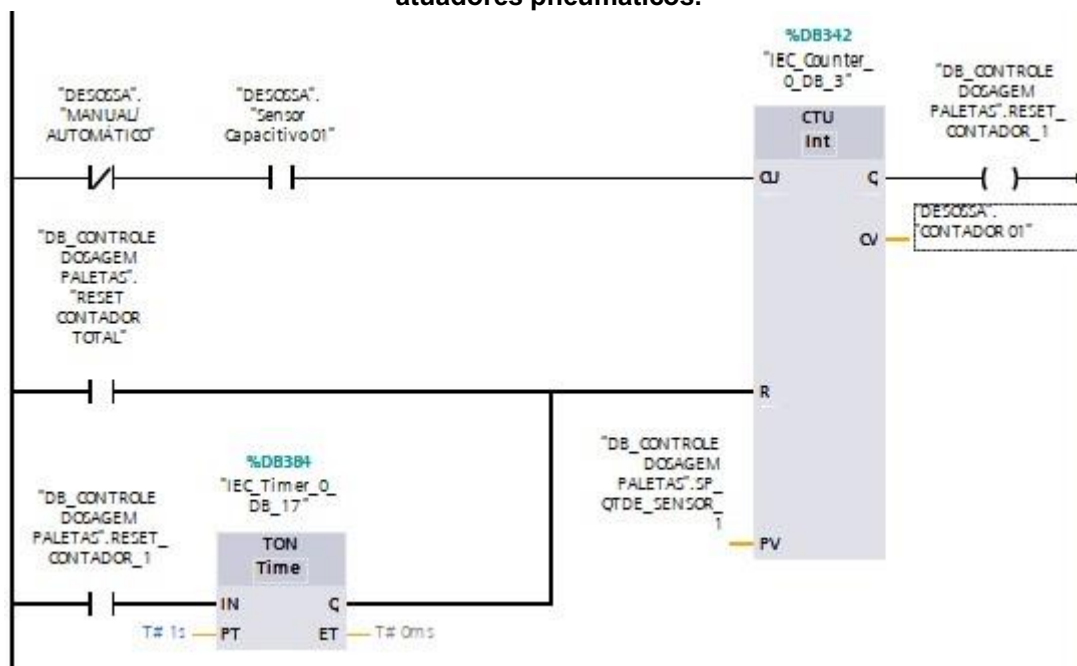 atuadores pneumáticos.
%DB342
"IEC_Counter_
0_DB_3"
"DB_CONTROLE
DOSAGEM
PALETAS".RESET_
CONTADOR_1
"DESOSSA".
"MANUAL/
AUTOMÁTICO"
"DESOSSA".
"Sensor
Capacitivo 01"
CTU
Int
CU
Q
"DESOSSA".
"CONTADOR 01"
CV
"DB_CONTROLE
DOSAGEM
PALETAS".
"RESET
CONTADOR
TOTAL"
R
"DB_CONTROLE
DOSAGEM
PALETAS".SP_
QTDE_SENSOR_
1
PV
%DB384
"IEC_Timer_0_
DB_17"
"DB_CONTROLE
DOSAGEM
PALETAS".RESET_
CONTADOR_1
TON
Time
IN
Q
T# 1s
PT
ET
T# 0ms